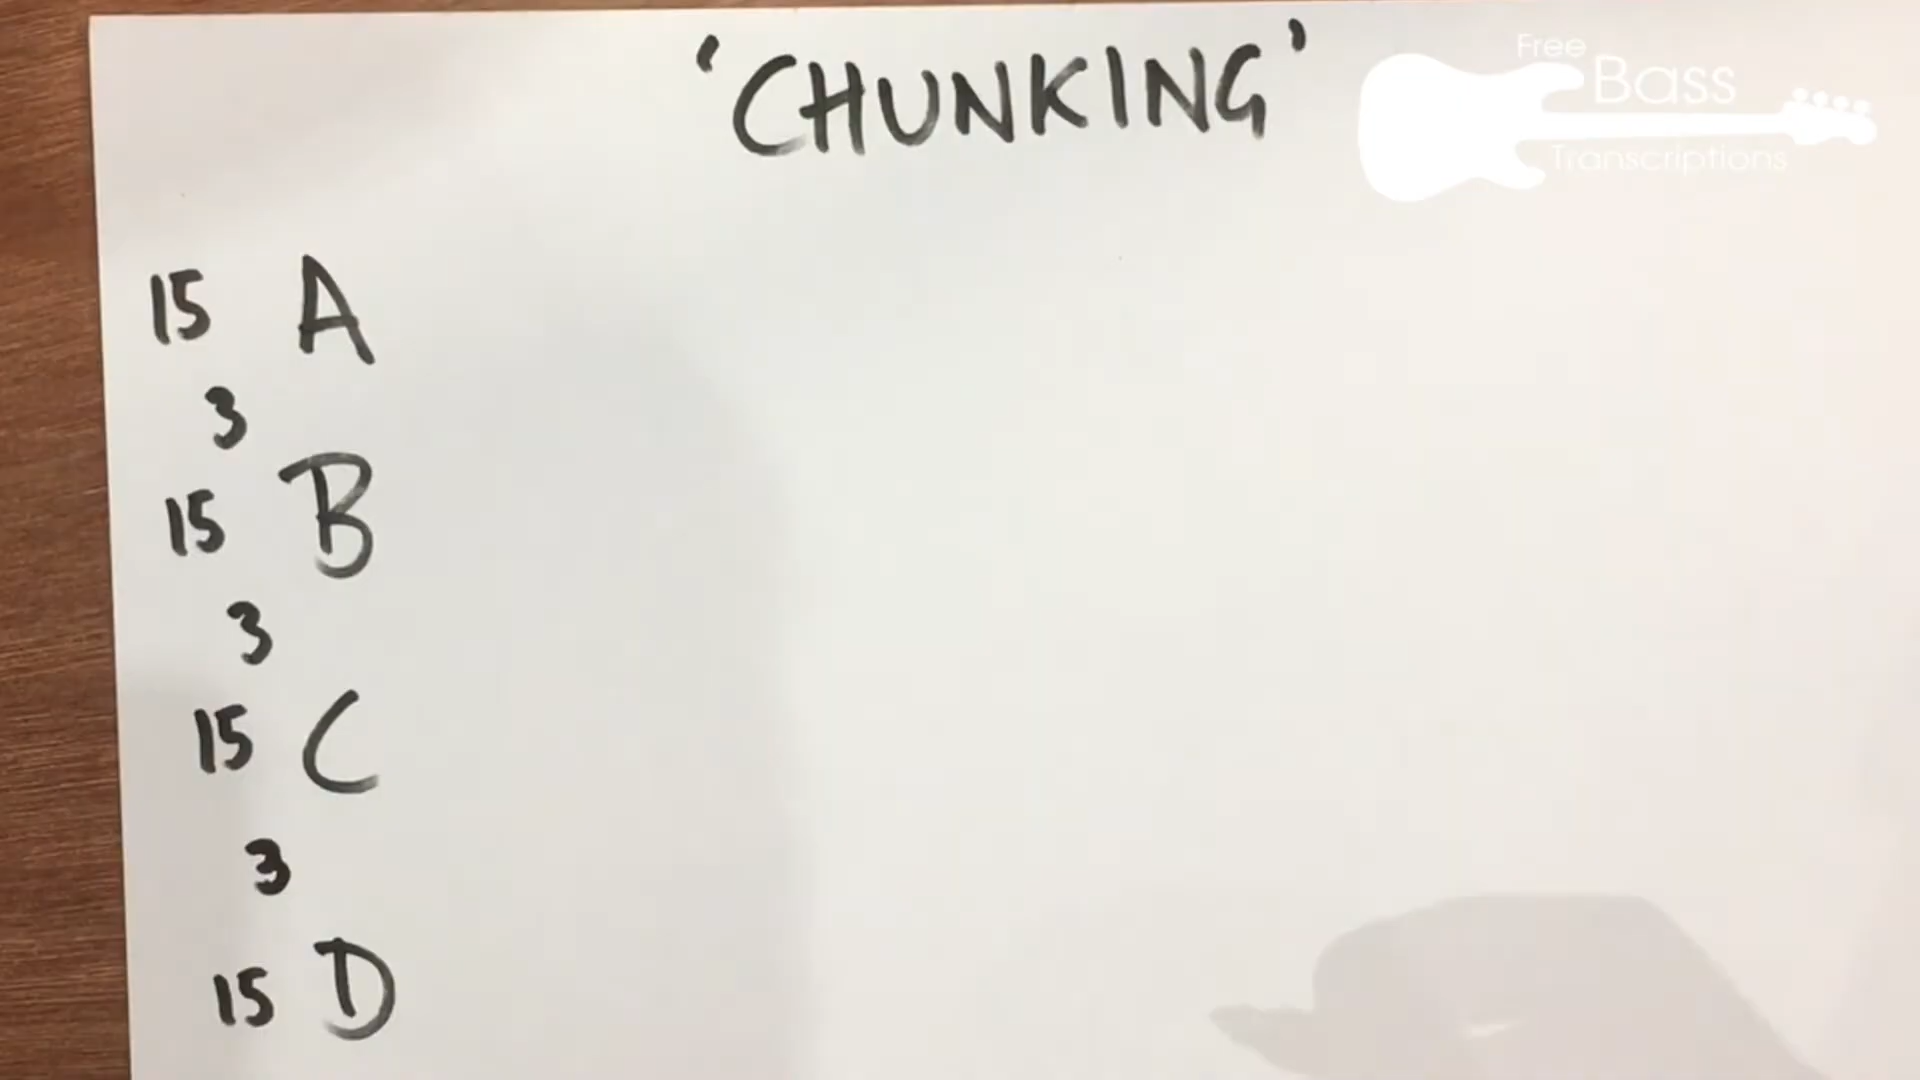 'CHUNKING'
Free
Bass
Transcriptions
15 A
3
15 B
3
15 C
3
15 D